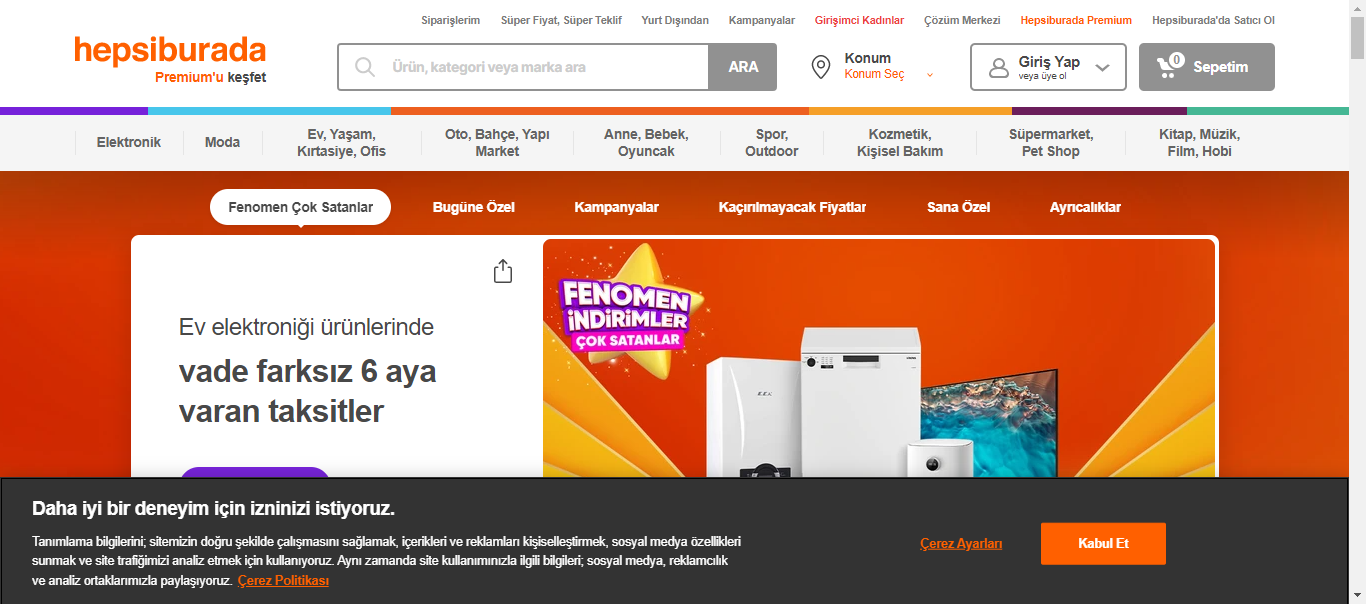 Siparişlerim Süper Fiyat, Süper Teklif Yurt Dışından Kampanyalar Girişimci Kadınlar Çözüm Merkezi Hepsiburada Premium Hepsiburada'da Satıcı Ol
hepsiburada
Premium'u keşfet
Ürün, kategori veya marka ara
ARA
Konum
Konum Seç
Giriş Yap
veya üye ol
0
Sepetim
Elektronik
Moda
Ev, Yaşam,
Kırtasiye, Ofis
Oto, Bahçe, Yapı
Market
Anne, Bebek,
Oyuncak
Spor,
Outdoor
Kozmetik,
Kişisel Bakım
Süpermarket,
Pet Shop
Kitap, Müzik,
Film, Hobi
Fenomen Çok Satanlar Bugüne Özel Kampanyalar Kaçırılmayacak Fiyatlar Sana Özel Ayrıcalıklar
Ev elektroniği ürünlerinde
vade farksız 6 aya
varan taksitler
FENOMEN
İNDİRİMLER
ÇOK SATANLAR
Daha iyi bir deneyim için izninizi istiyoruz.
Tanımlama bilgilerini; sitemizin doğru şekilde çalışmasını sağlamak, içerikleri ve reklamları kişiselleştirmek, sosyal medya özellikleri
sunmak ve site trafiğimizi analiz etmek için kullanıyoruz. Aynı zamanda site kullanımınızla ilgili bilgileri; sosyal medya, reklamcılık
ve analiz ortaklarımızla paylaşıyoruz. Çerez Politikası
Çerez Ayarları
Kabul Et